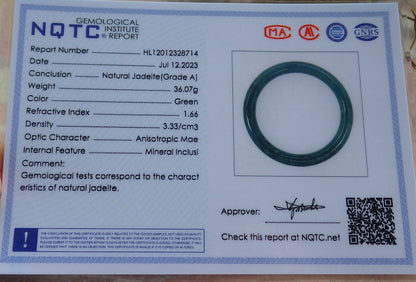 NQTC GEMOLOGICAL INSTITUTE ® REPORT
MA
GNRS
Report Number HL12012328714
Date Jul 12,2023
Conclusion Natural Jadeite(Grade A)
Weight 36.07g
Color Green
Refractive Index 1.66
Density 3.33/cm3
Optic Character Anisotropic Mae
Internal Feature Mineral Inclusi
Comment:
Gemological tests correspond to the charact
eristics of natural jadeite.
Approver:
Check this report at NQTC.net